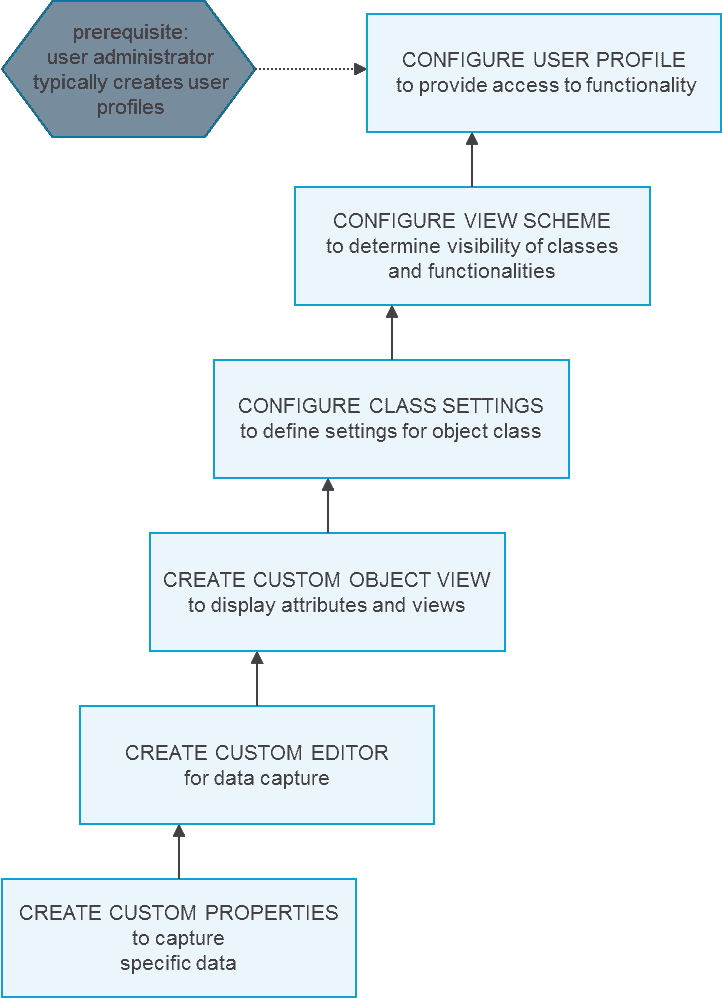 prerequisite:
user administrator
typically creates user
profiles
CONFIGURE USER PROFILE
to provide access to functionality
CONFIGURE VIEW SCHEME
to determine visibility of classes
and functionalities
CONFIGURE CLASS SETTINGS
to define settings for object class
CREATE CUSTOM OBJECT VIEW
to display attributes and views
CREATE CUSTOM EDITOR
for data capture
CREATE CUSTOM PROPERTIES
to capture
specific data